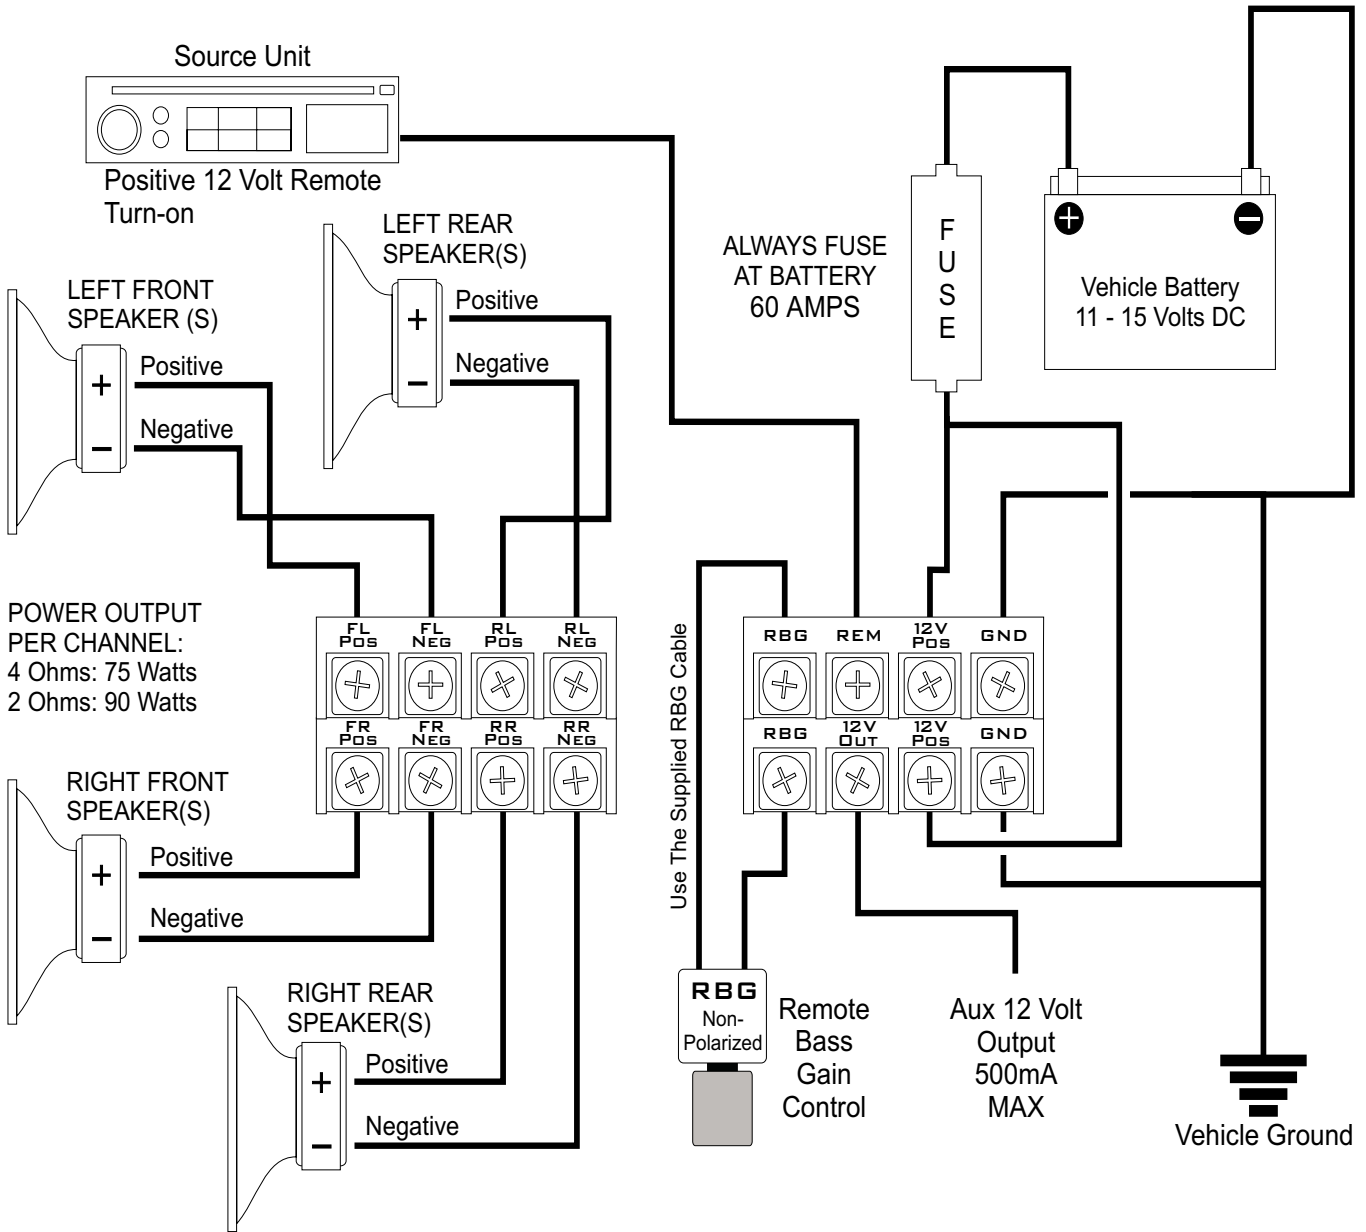 Source Unit
Positive 12 Volt Remote
Turn-on
LEFT REAR
SPEAKER(S)
+
Positive
−
Negative
LEFT FRONT
SPEAKER (S)
+
Positive
−
Negative
ALWAYS FUSE
AT BATTERY
60 AMPS
F
U
S
E
+
−
Vehicle Battery
11 - 15 Volts DC
POWER OUTPUT
PER CHANNEL:
4 Ohms: 75 Watts
2 Ohms: 90 Watts
FL
POS
FL
NEG
RL
POS
RL
NEG
FR
POS
FR
NEG
RR
POS
RR
NEG
Use The Supplied RBG Cable
RBG
REM
12V
POS
GND
RBG
12V
OUT
12V
POS
GND
RIGHT FRONT
SPEAKER(S)
+
Positive
−
Negative
RIGHT REAR
SPEAKER(S)
+
Positive
−
Negative
RBG
Non-
Polarized
Remote
Bass
Gain
Control
Aux 12 Volt
Output
500mA
MAX
Vehicle Ground